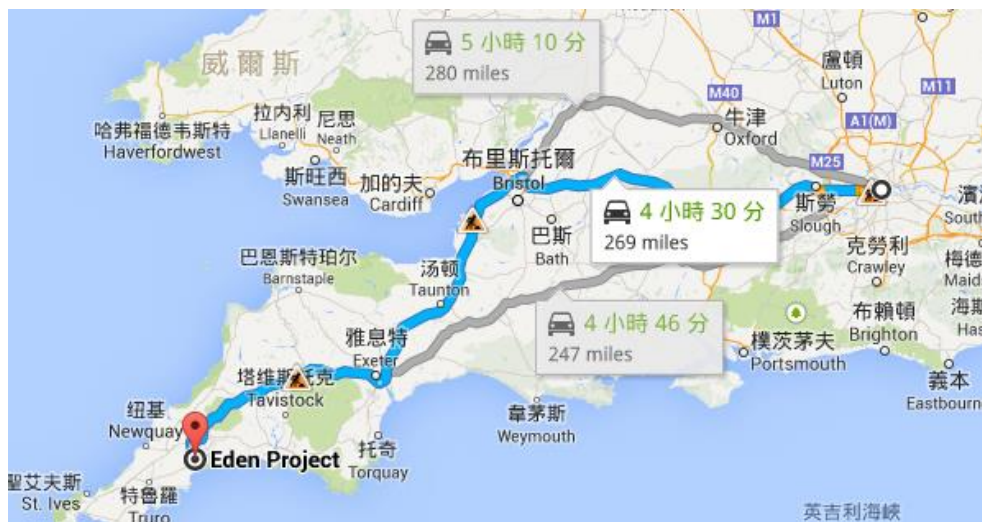 5 小時 10 分
280 miles
威爾斯
M1
盧頓
Luton
M40
M11
牛津
Oxford
A1(M)
M25
拉内利
Llanelli
尼思
Neath
哈弗福德韦斯特
Haverfordwest
斯旺西
Swansea
加的夫
Cardiff
布里斯托爾
Bristol
斯勞
Slough
4 小時 30 分
269 miles
巴斯
Bath
克勞利
Crawley
巴恩斯特珀尔
Barnstaple
汤顿
Taunton
4 小時 46 分
247 miles
布賴頓
Brighton
樸茨茅夫
Portsmouth
雅息特
Exeter
義本
Eastbourn
塔维斯托克
Tavistock
韋茅斯
Weymouth
纽基
Newquay
托奇
Torquay
Eden Project
聖艾夫斯
St. Ives
特魯羅
Truro
英吉利海峽